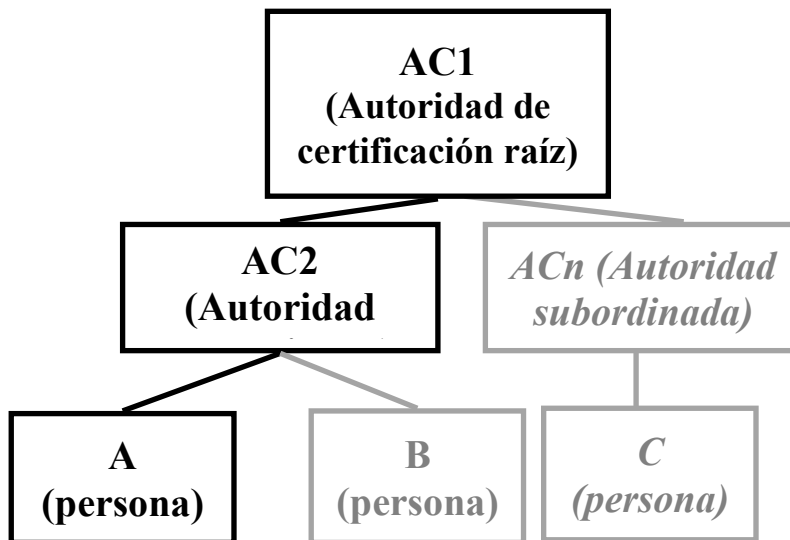 AC1
(Autoridad de
certificación raíz)
AC2
(Autoridad
ACn (Autoridad
subordinada)
A
(persona)
B
(persona)
C
(persona)